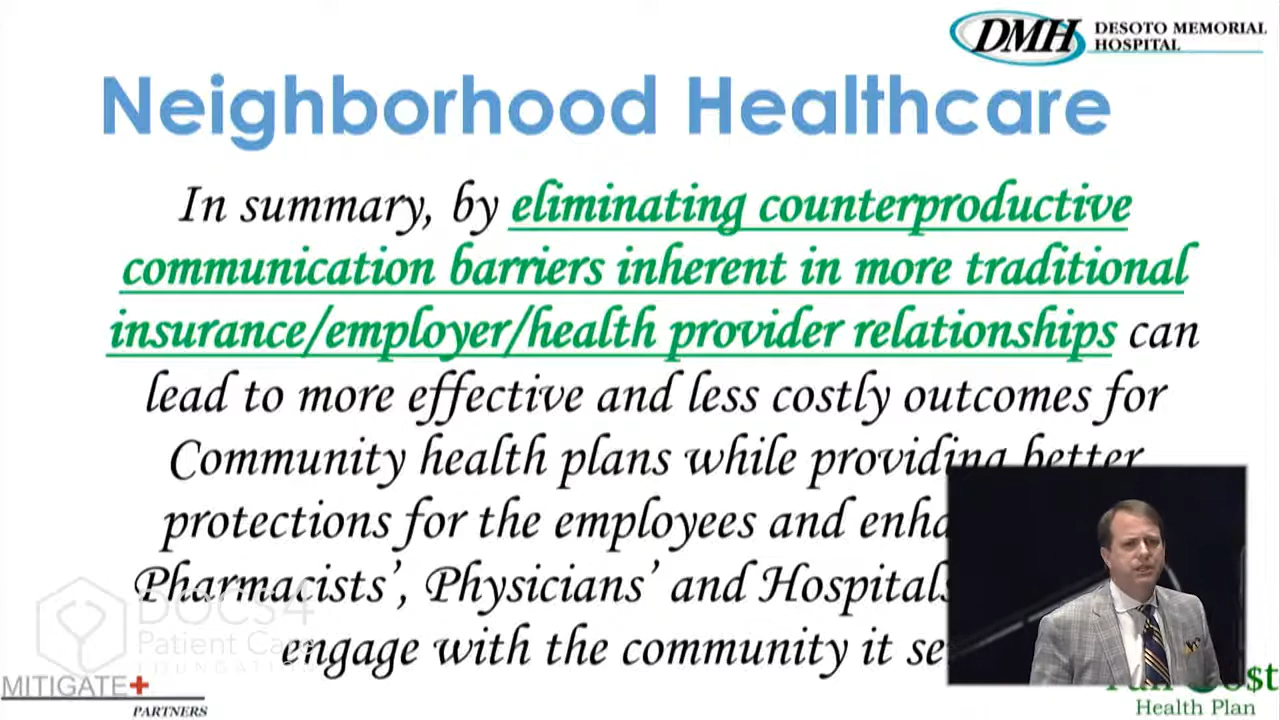 DMH DESOTO MEMORIAL
HOSPITAL
Neighborhood Healthcare
In summary, by eliminating counterproductive
communication barriers inherent in more traditional
insurance/employer/health provider relationships can
lead to more effective and less costly outcomes for
Community health plans while providing better
protections for the employees and
Pharmacists’, Physicians’ and
engage with the community it
DOCS4
Patient Care
FOUNDATION
MITIGATE+
PARTNERS
Health Plan